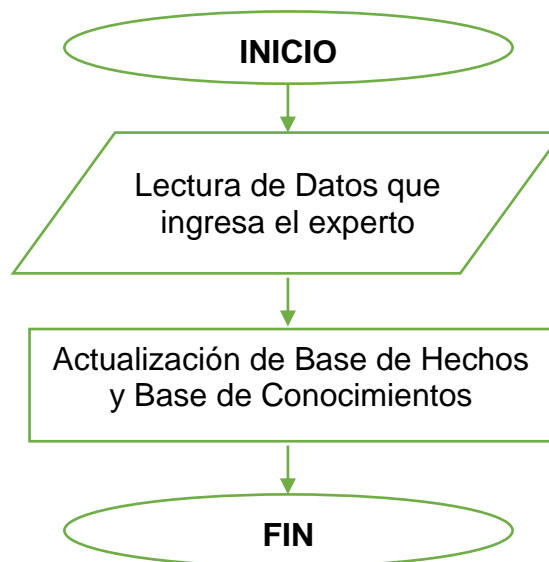 INICIO
Lectura de Datos que
ingresa el experto
Actualización de Base de Hechos
y Base de Conocimientos
FIN